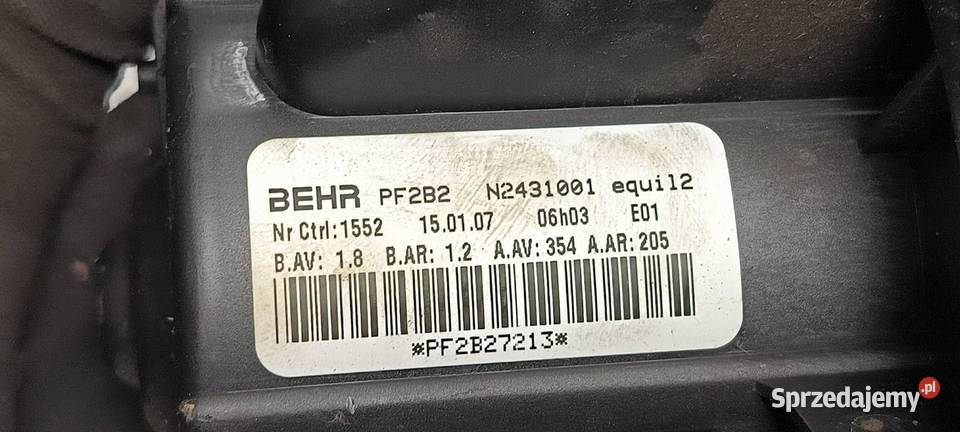 BEHR PF2B2 N2431001 equil2
Nr Ctrl:1552 15.01.07 06h03 E01
B.AV: 1.8 B.AR: 1.2 A.AV: 354 A.AR: 205
*PF2B27213*
Sprzedajemy.pl